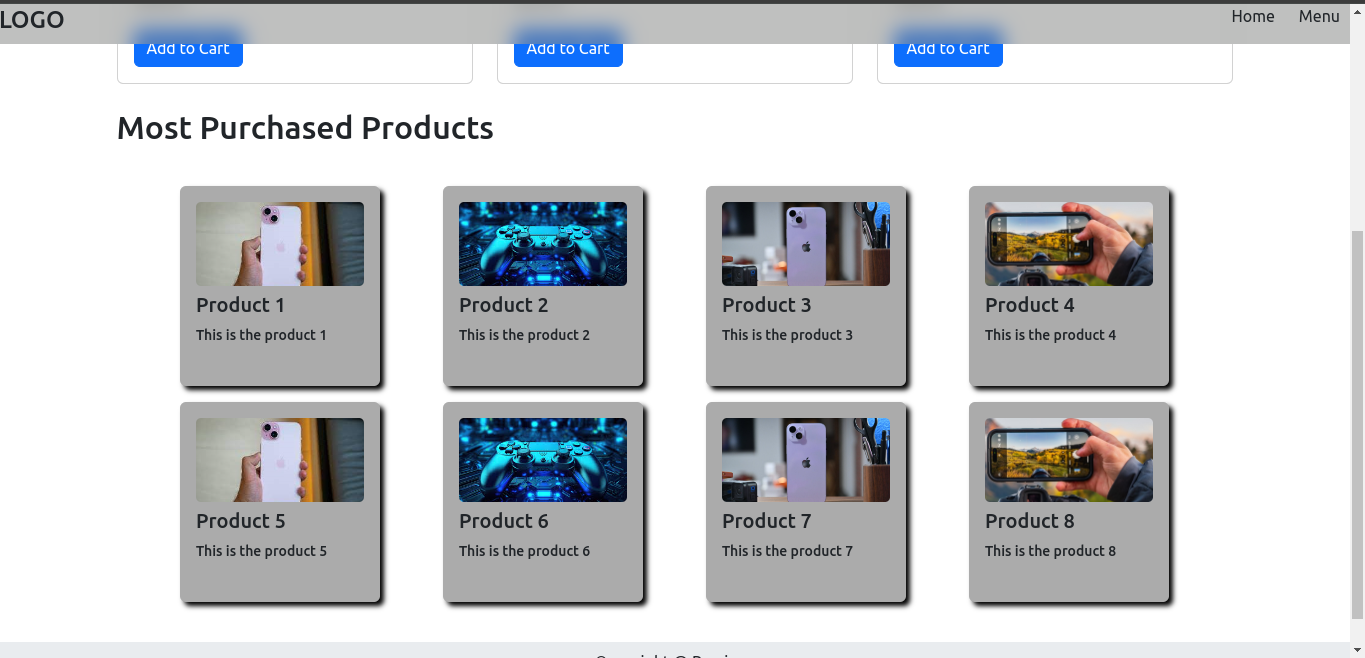 LOGO Home Menu
Add to Cart Add to Cart Add to Cart
Most Purchased Products
Product 1 Product 2 Product 3 Product 4
This is the product 1 This is the product 2 This is the product 3 This is the product 4
Product 5 Product 6 Product 7 Product 8
This is the product 5 This is the product 6 This is the product 7 This is the product 8